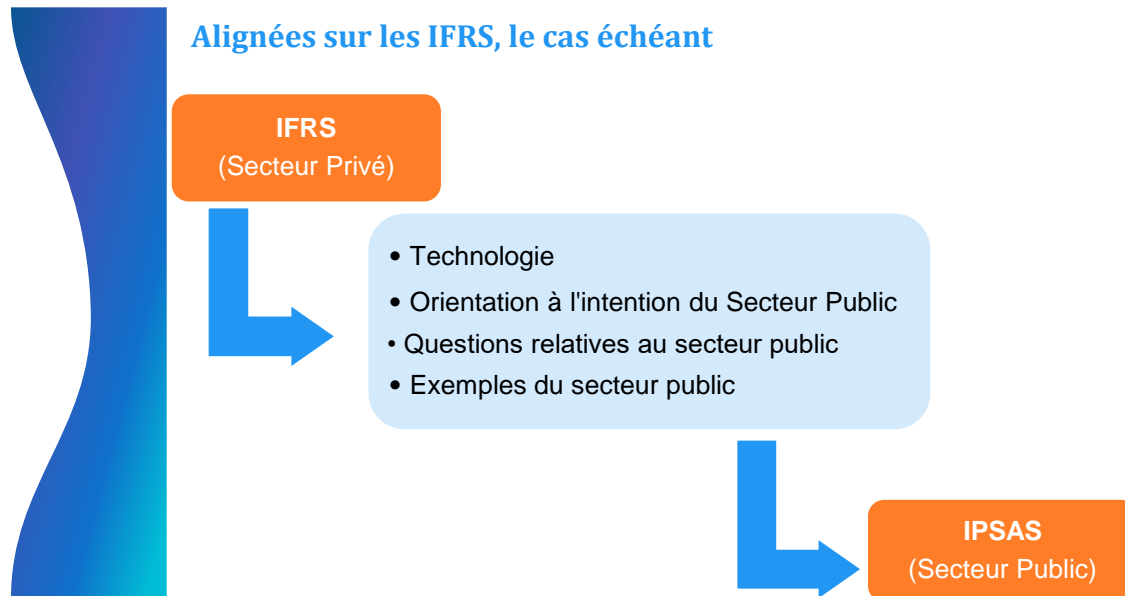 Alignées sur les IFRS, le cas échéant
IFRS
(Secteur Privé)
• Technologie
• Orientation à l'intention du Secteur Public
• Questions relatives au secteur public
• Exemples du secteur public
IPSAS
(Secteur Public)